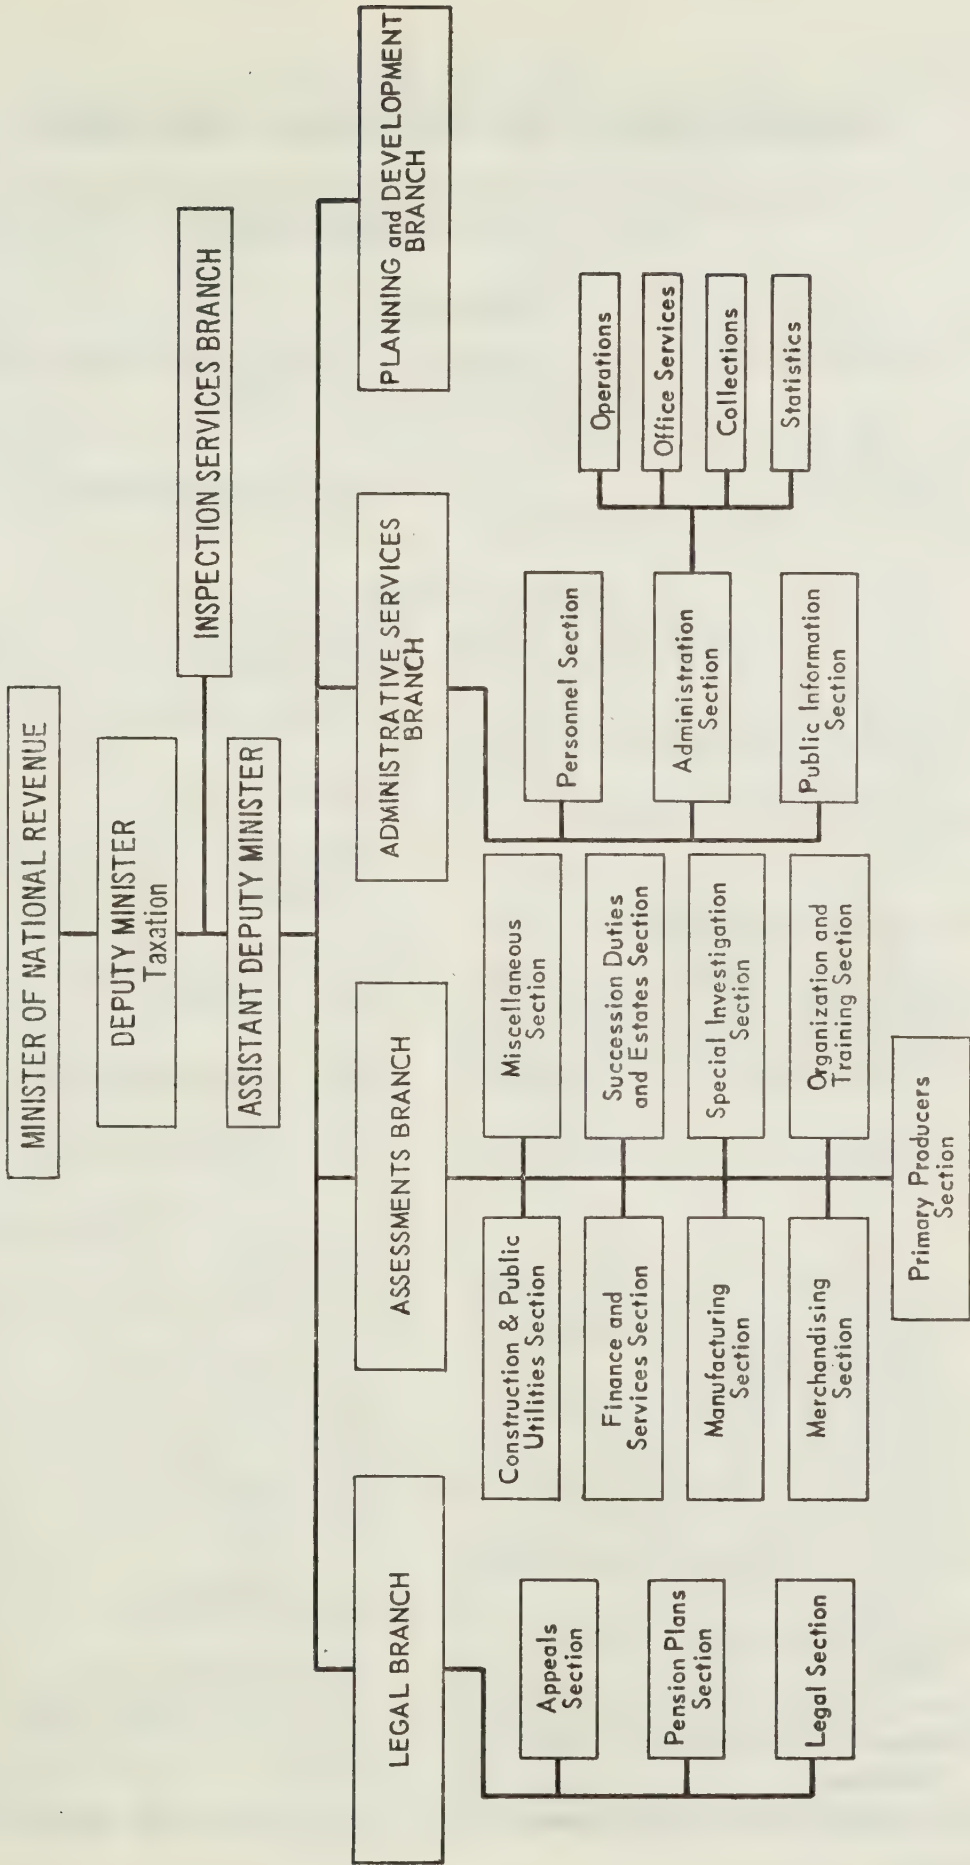 MINISTER OF NATIONAL REVENUE
DEPUTY MINISTER
Taxation
INSPECTION SERVICES BRANCH
ASSISTANT DEPUTY MINISTER
LEGAL BRANCH
ASSESSMENTS BRANCH
ADMINISTRATIVE SERVICES
BRANCH
PLANNING and DEVELOPMENT
BRANCH
Appeals
Section
Pension Plans
Section
Legal Section
Construction & Public
Utilities Section
Miscellaneous
Section
Finance and
Services Section
Succession Duties
and Estates Section
Manufacturing
Section
Special Investigation
Section
Merchandising
Section
Organization and
Training Section
Primary Producers
Section
Personnel Section
Administration
Section
Public Information
Section
Operations
Office Services
Collections
Statistics